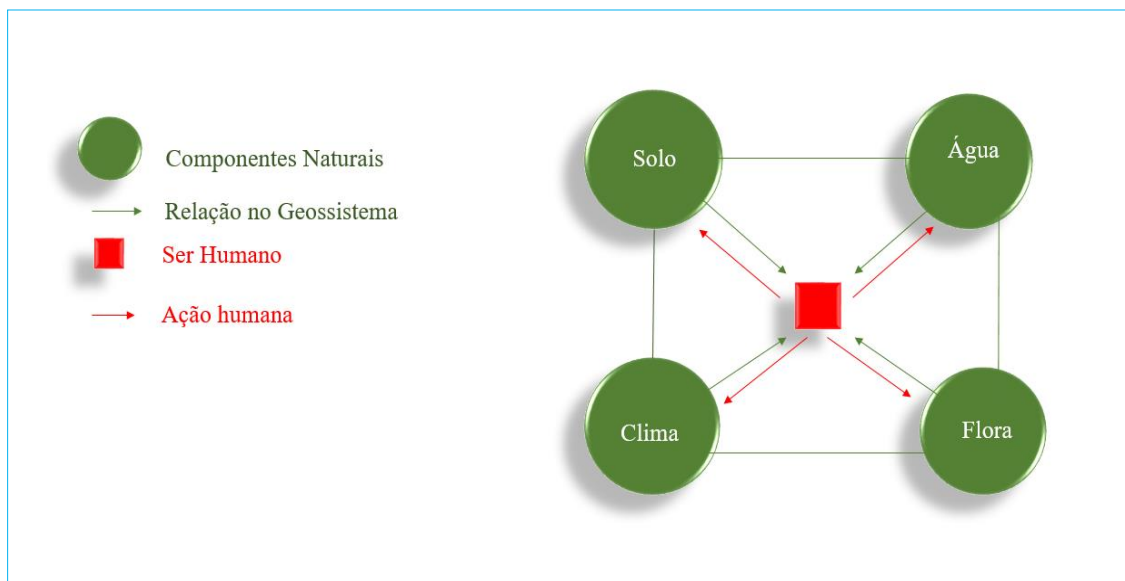 Componentes Naturais
Relação no Geossistema
Ser Humano
Ação humana
Solo
Água
Clima
Flora